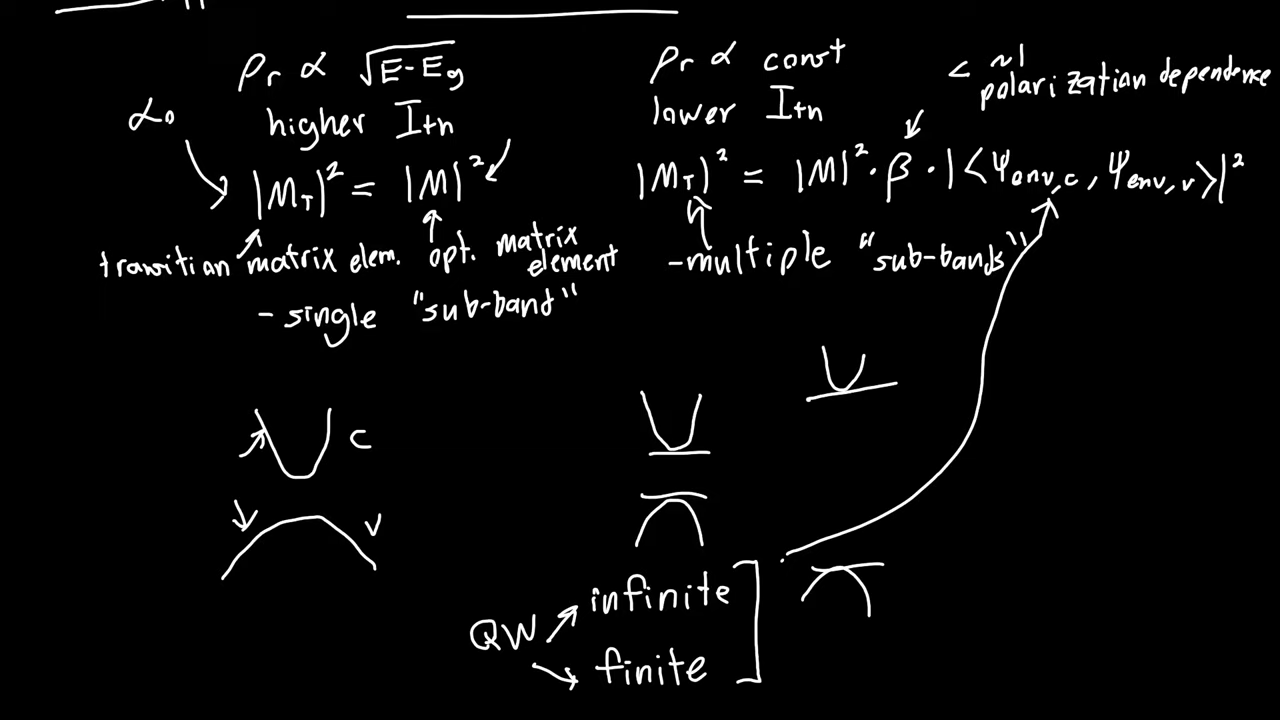 ρr ∝ √E-Eg
higher Itn
α0
|MT|² = |M|²
transitian matrix elem. opt. matrix element
- single "sub-band"
C
V
ρr ∝ const
lower Itn
< ~1
polarization dependence
|MT|² = |M|² · β · |<Ψenv,c, Ψenv,v>|²
- multiple "sub-bands"
QW
infinite
finite